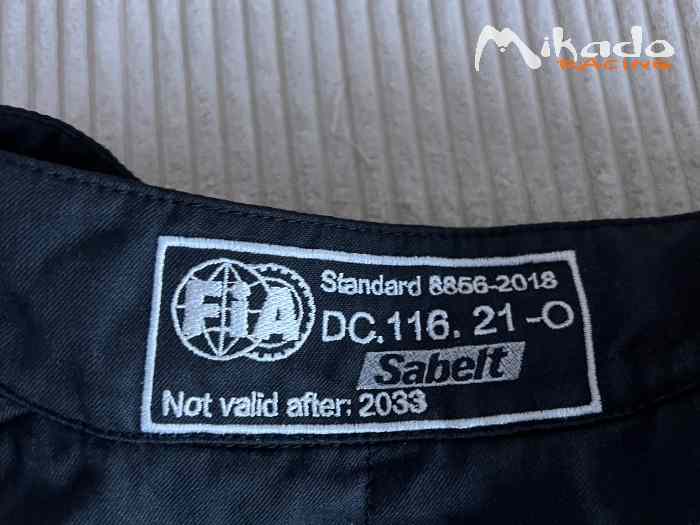 Mikado
RACING
FiA
Standard 8856-2018
DC.116.21-O
Sabelt
Not valid after: 2033